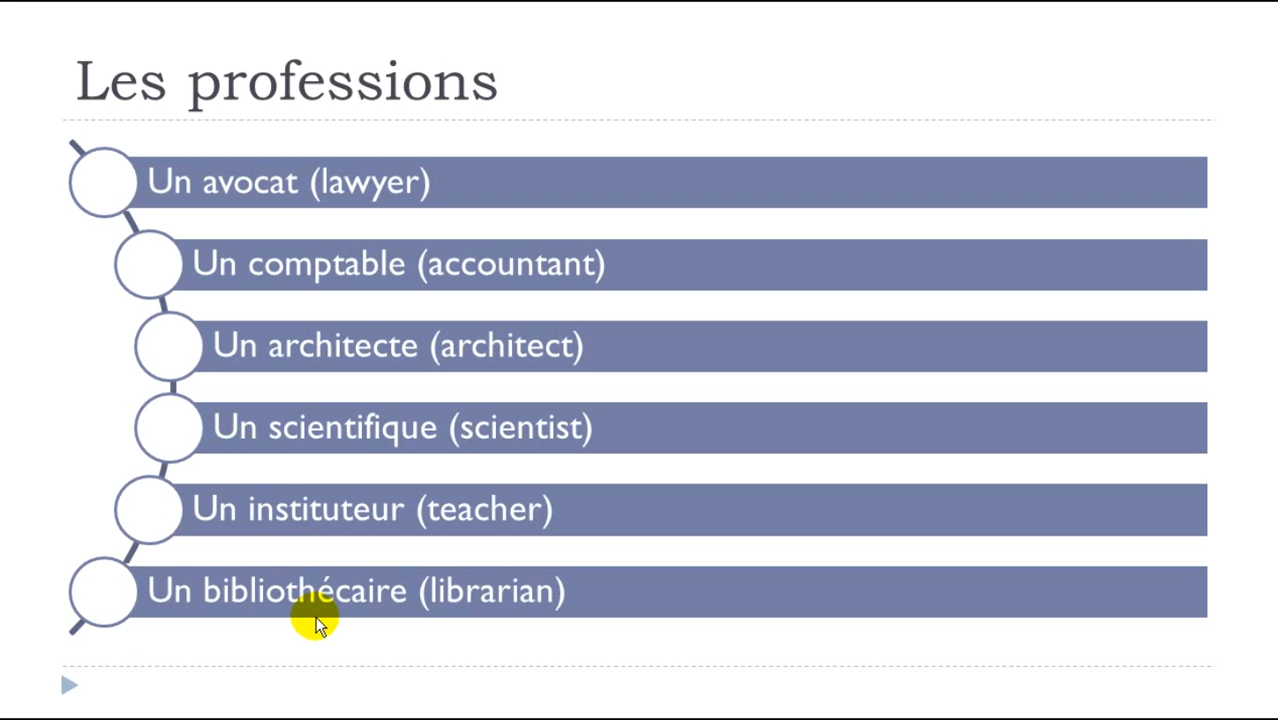 Les professions
Un avocat (lawyer)
Un comptable (accountant)
Un architecte (architect)
Un scientifique (scientist)
Un instituteur (teacher)
Un bibliothécaire (librarian)